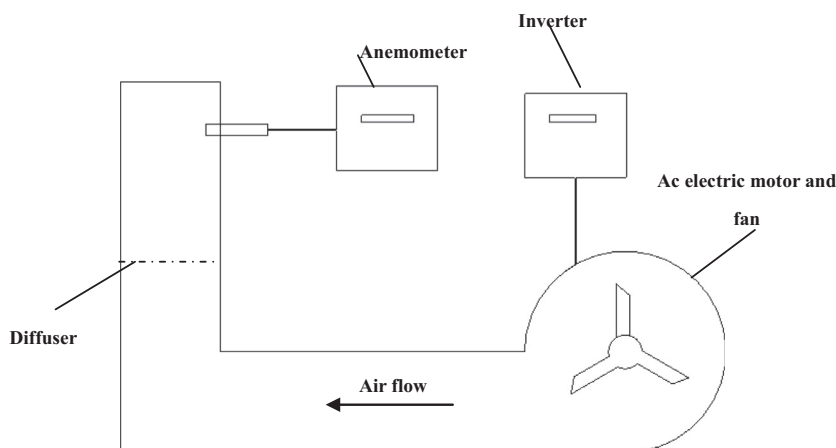 Inverter
Anemometer
Ac electric motor and
fan
Diffuser
Air flow